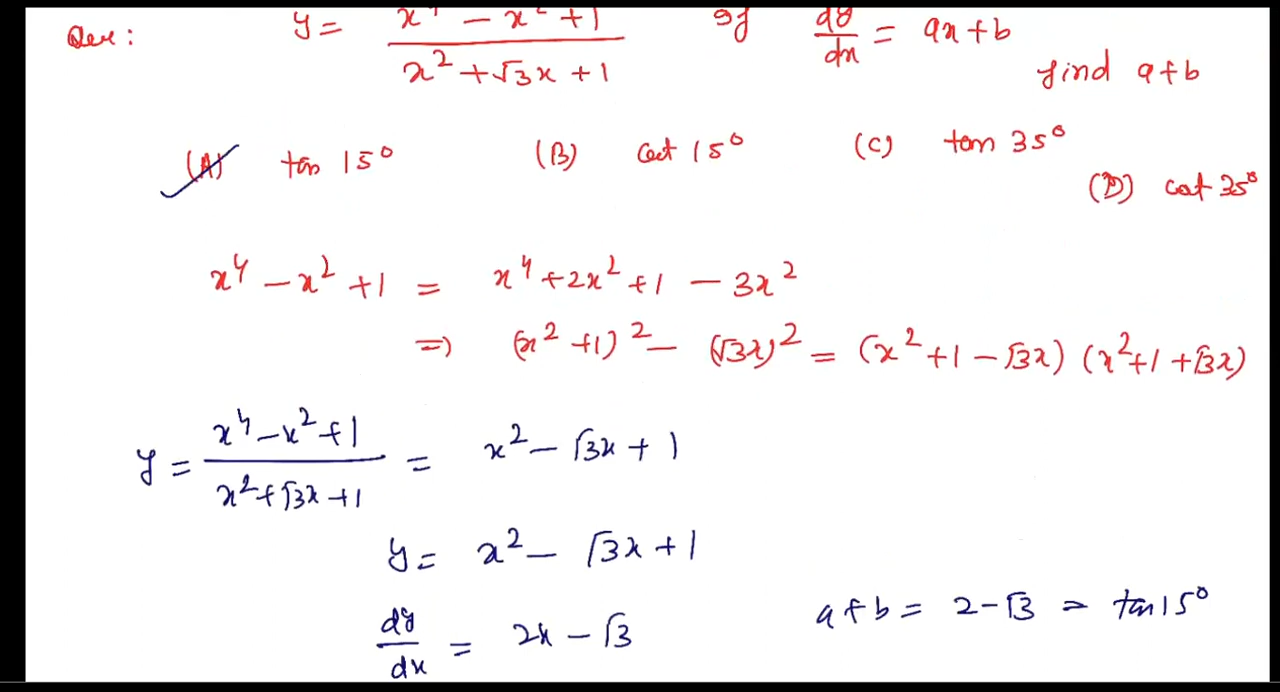 Que: y = x⁴ - x² + 1 / x² + √3x + 1 If dy/dx = ax + b
find a + b
(A) tan 15° (B) cot 15° (C) tan 35°
(D) cot 35°
x⁴ - x² + 1 = x⁴ + 2x² + 1 - 3x²
⇒ (x² + 1)² - (√3x)² = (x² + 1 - √3x) (x² + 1 + √3x)
y = x⁴ - x² + 1 / x² + √3x + 1 = x² - √3x + 1
y = x² - √3x + 1
dy/dx = 2x - √3 a + b = 2 - √3 = tan 15°